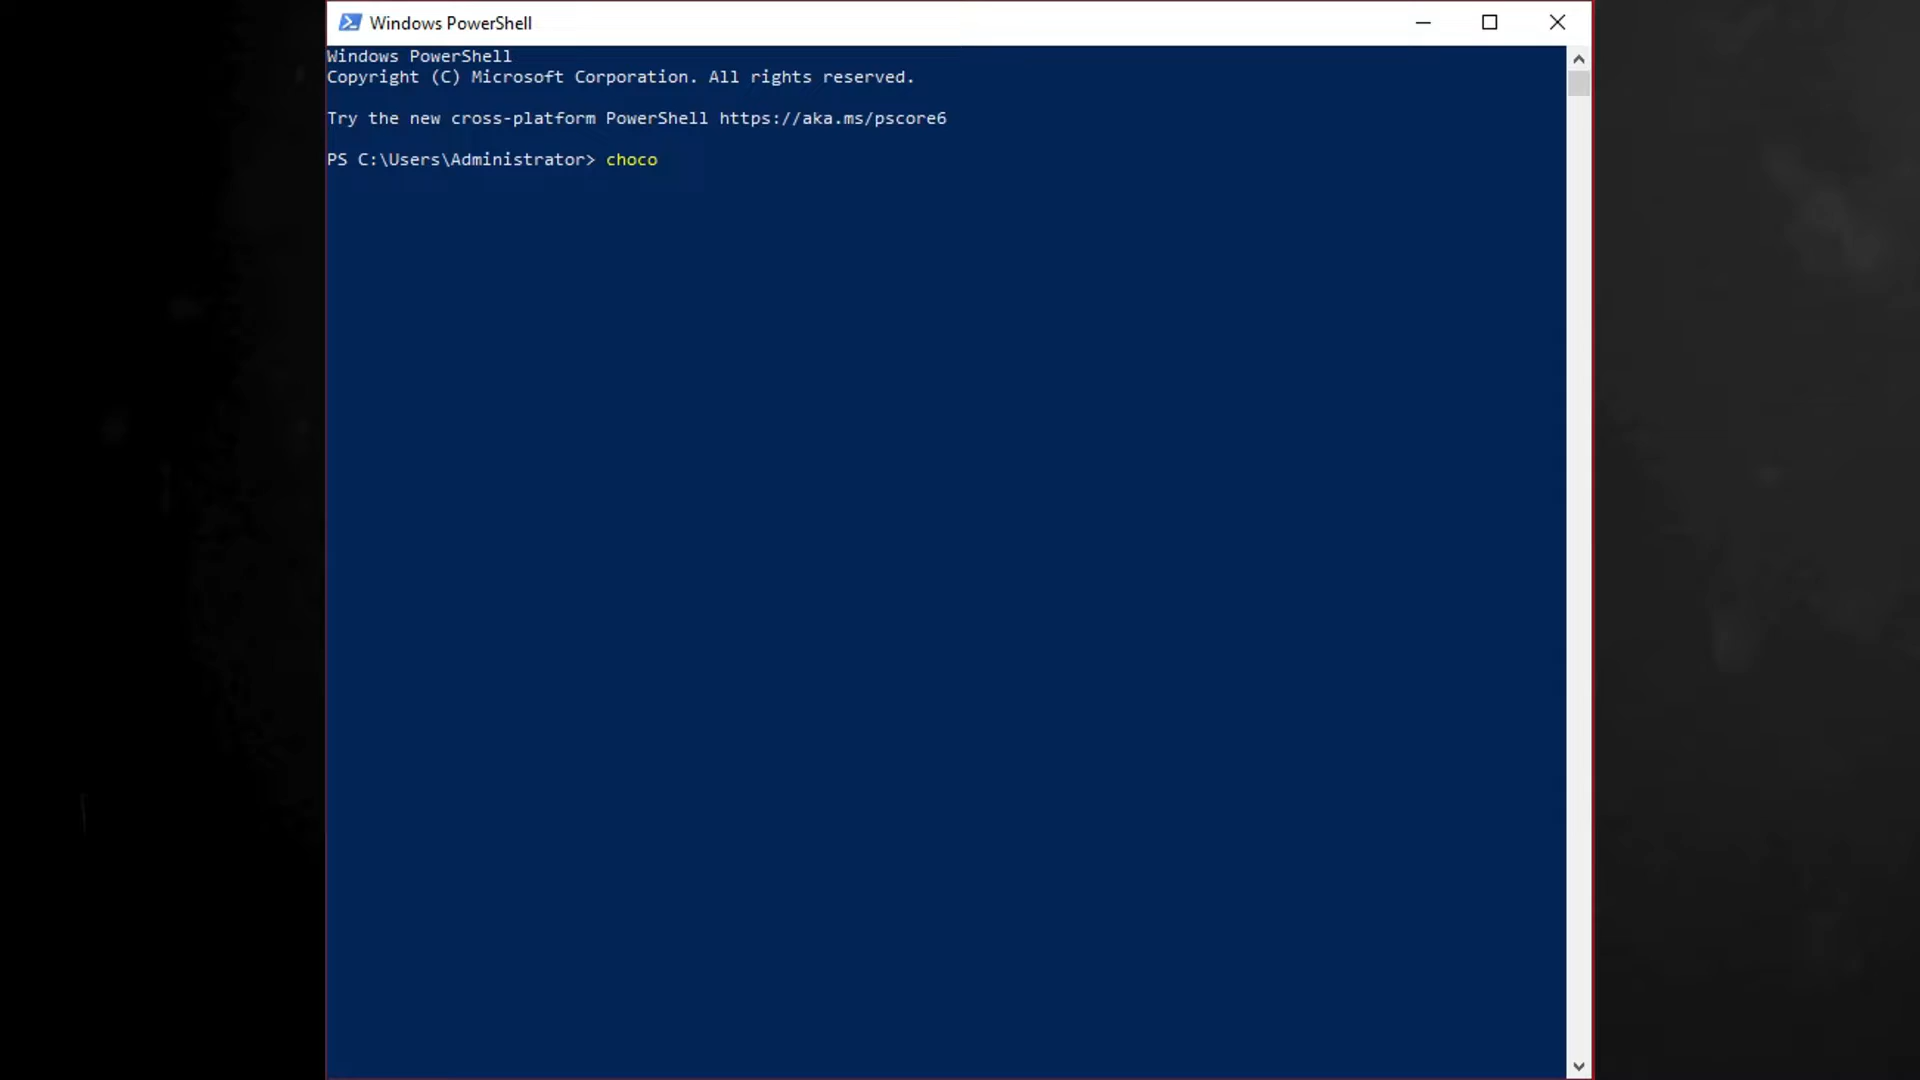 Windows PowerShell
Windows PowerShell
Copyright (C) Microsoft Corporation. All rights reserved.
Try the new cross-platform PowerShell https://aka.ms/pscore6
PS C:\Users\Administrator> choco